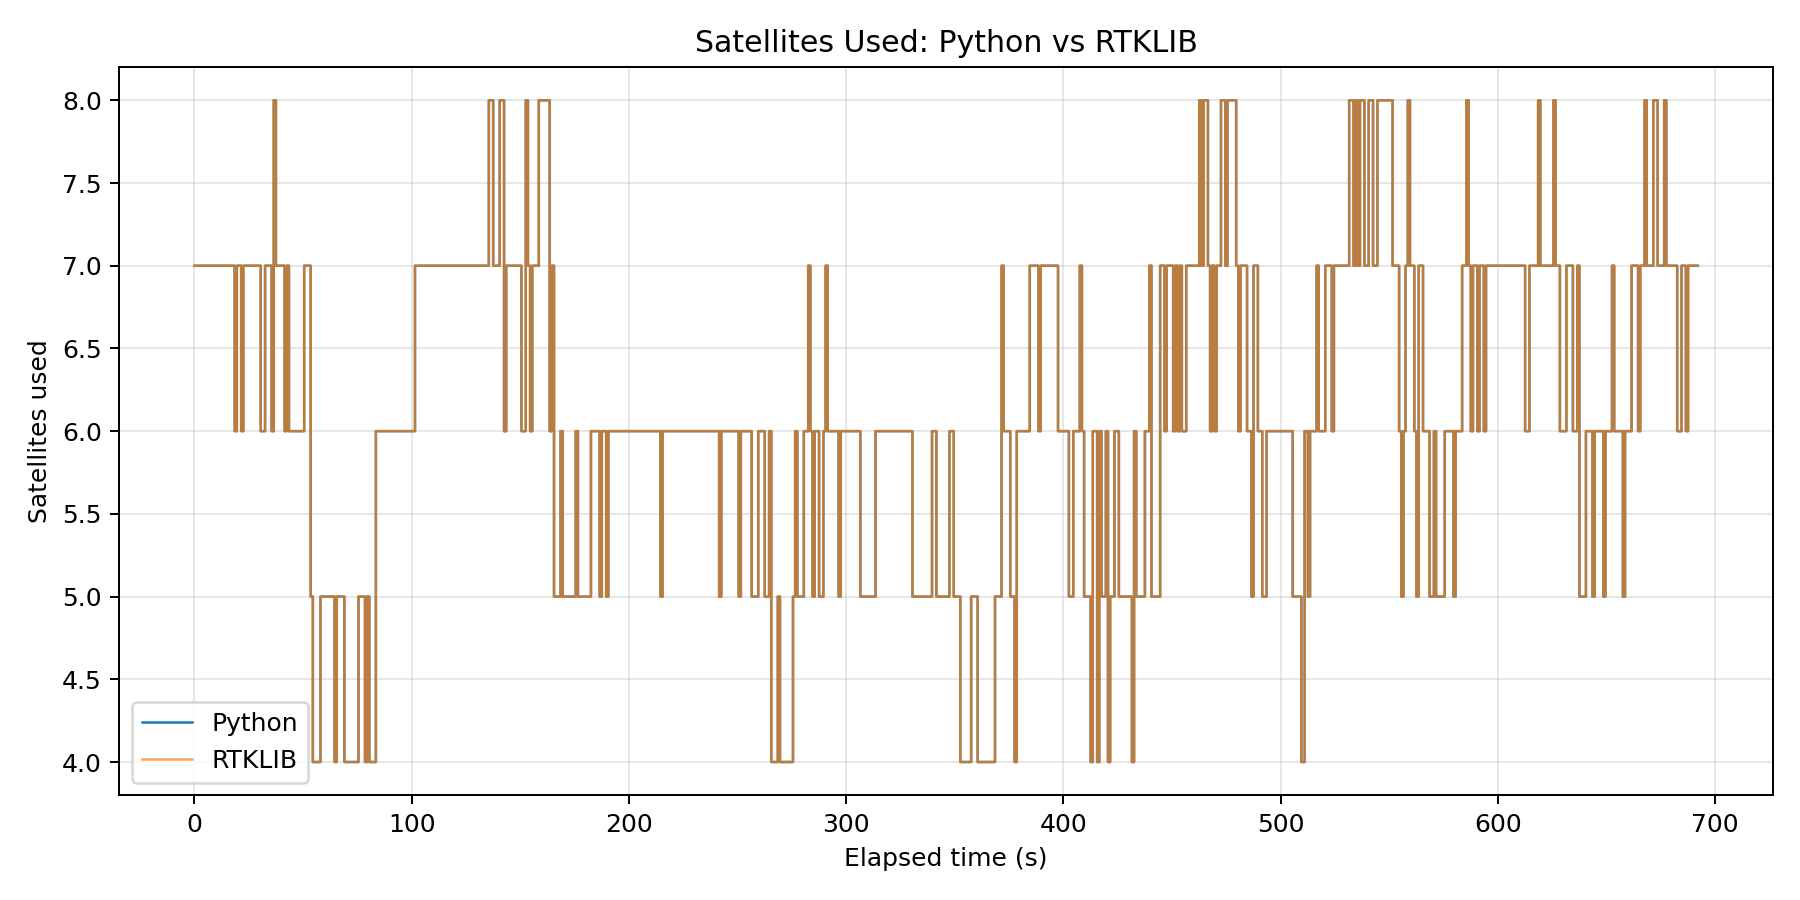 Satellites Used: Python vs RTKLIB
8.0
7.5
7.0
6.5
6.0
5.5
5.0
4.5
4.0
Satellites used
Python
RTKLIB
0 100 200 300 400 500 600 700
Elapsed time (s)